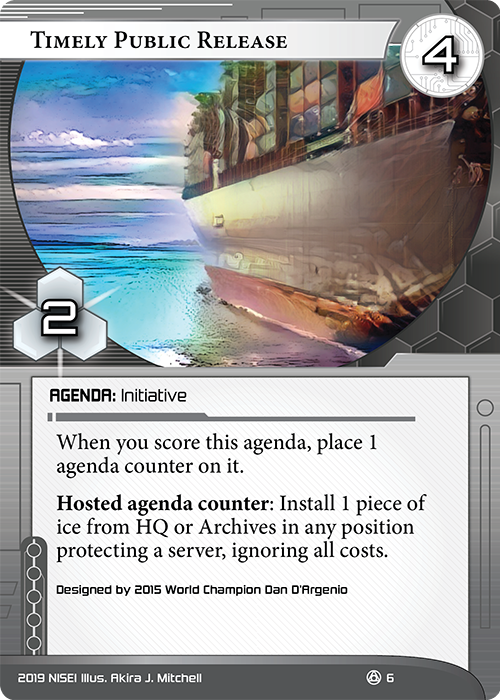 Timely Public Release
4
2
AGENDA: Initiative
When you score this agenda, place 1
agenda counter on it.
Hosted agenda counter: Install 1 piece of
ice from HQ or Archives in any position
protecting a server, ignoring all costs.
Designed by 2015 World Champion Dan D'Argenio
2019 NISEI Illus. Akira J. Mitchell
6